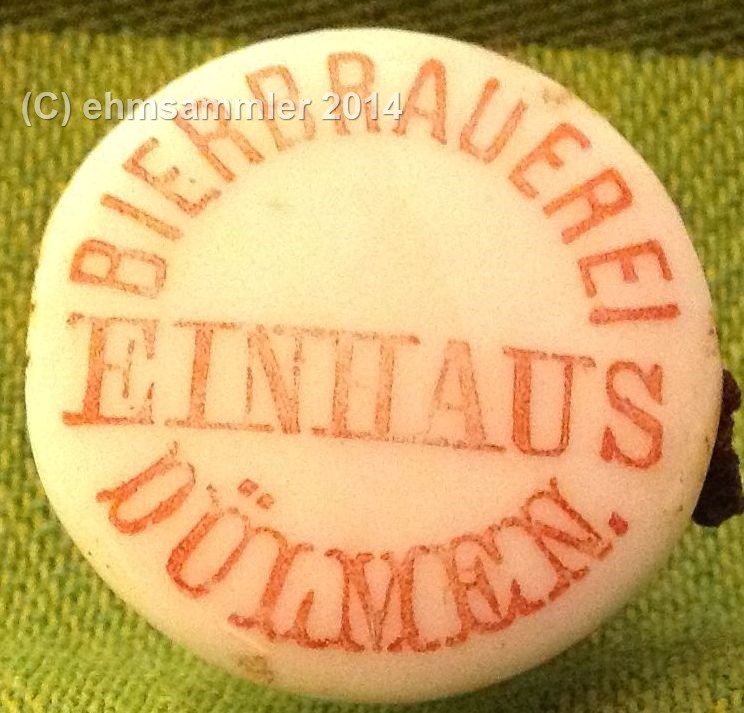 (C) ehmsammler 2014
BIERBRAUEREI
EINHAUS
DÜLMEN.